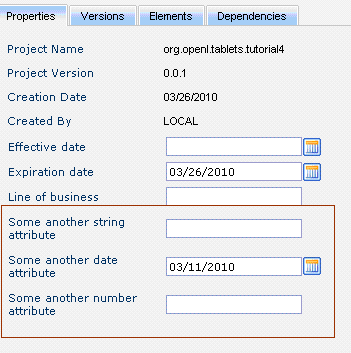 Properties Versions Elements Dependencies
Project Name org.openl.tablets.tutorial4
Project Version 0.0.1
Creation Date 03/26/2010
Created By LOCAL
Effective date
Expiration date 03/26/2010
Line of business
Some another string
attribute
Some another date
attribute 03/11/2010
Some another number
attribute